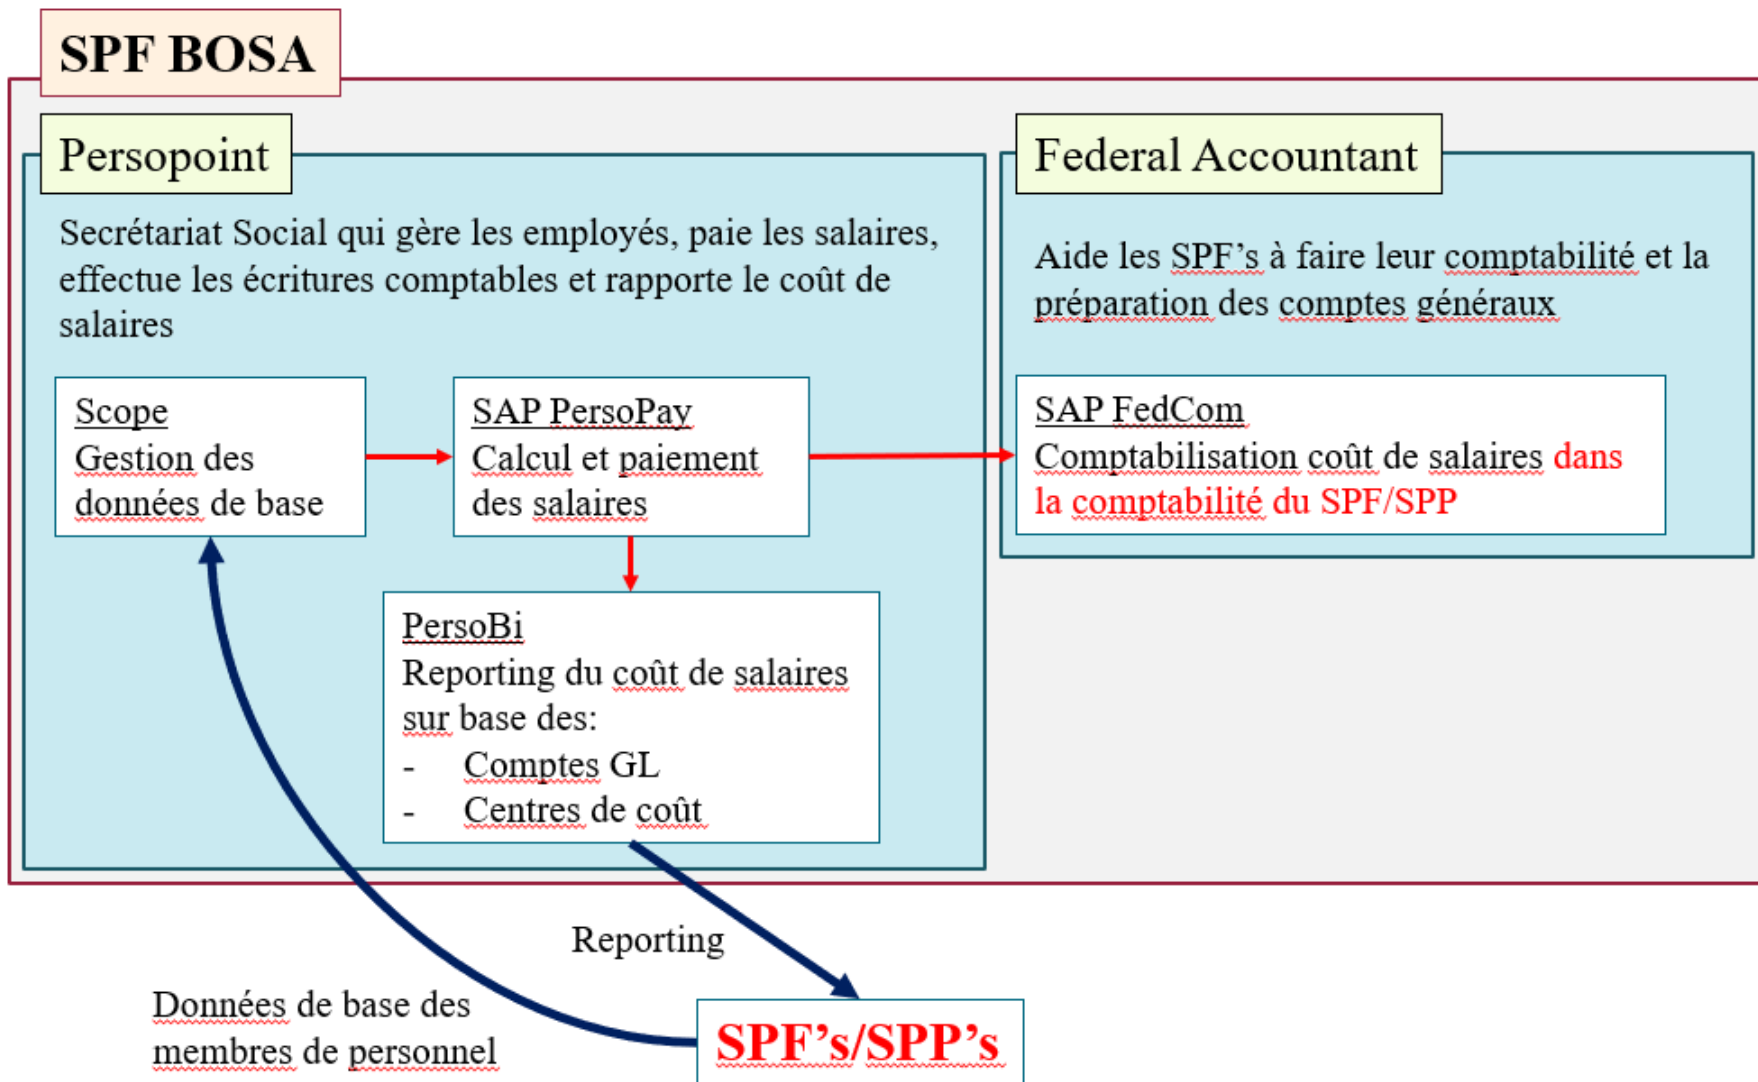 SPF BOSA
Persopoint
Secrétariat Social qui gère les employés, paie les salaires,
effectue les écritures comptables et rapporte le coût de
salaires
Federal Accountant
Aide les SPF’s à faire leur comptabilité et la
préparation des comptes généraux
Scope
Gestion des
données de base
SAP PersoPay
Calcul et paiement
des salaires
SAP FedCom
Comptabilisation coût de salaires dans
la comptabilité du SPF/SPP
PersoBi
Reporting du coût de salaires
sur base des:
- Comptes GL
- Centres de coût
Reporting
Données de base des
membres de personnel
SPF’s/SPP’s